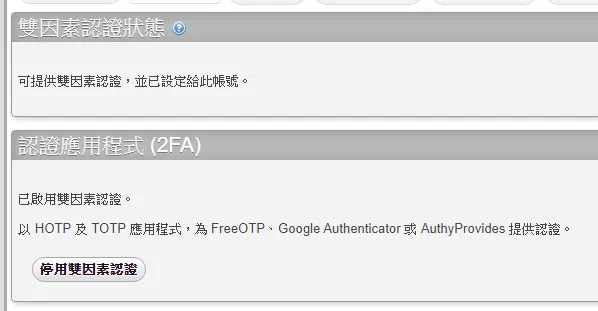 雙因素認證狀態
可提供雙因素認證，並已設定給此帳號。
認證應用程式 (2FA)
已啟用雙因素認證。
以 HOTP 及 TOTP 應用程式，為 FreeOTP、Google Authenticator 或 AuthyProvides 提供認證。
停用雙因素認證